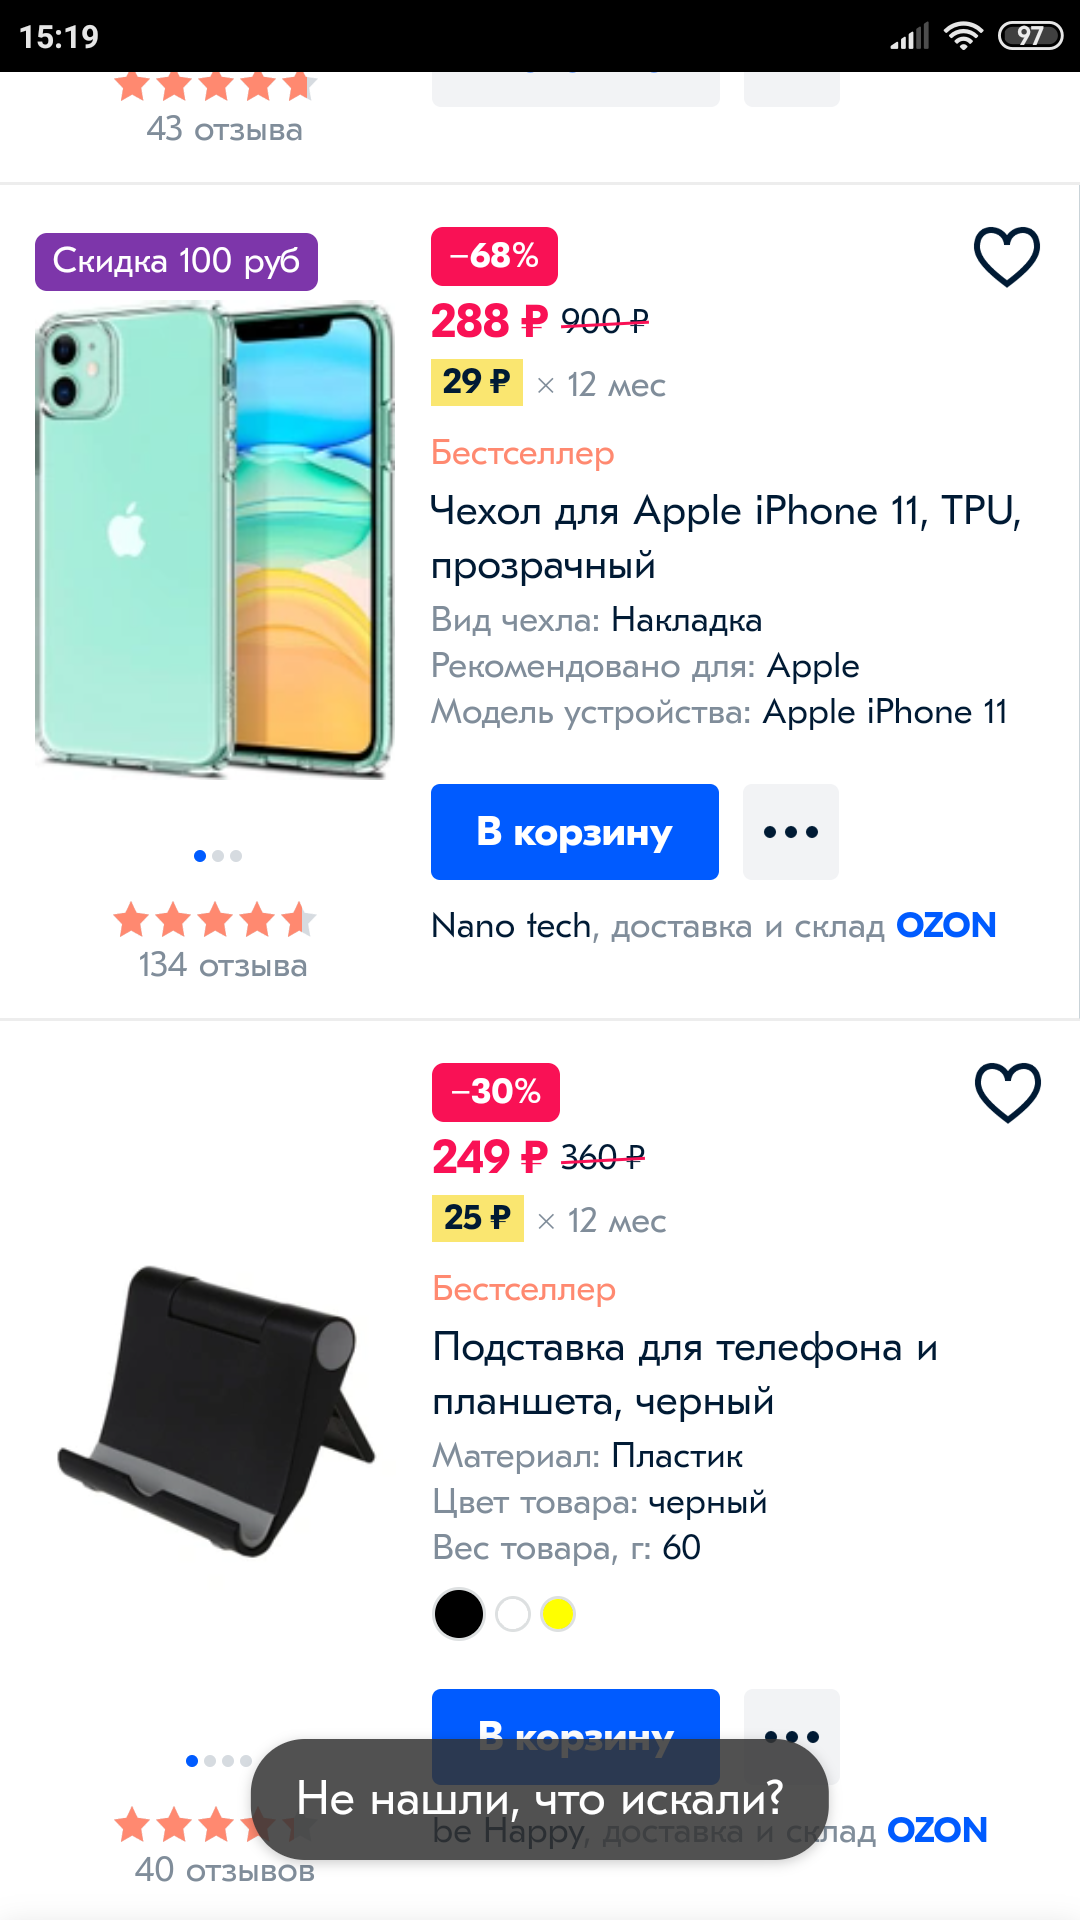 15:19
97
43 отзыва
Скидка 100 руб
–68%
288 ₽ 900 ₽
29 ₽ × 12 мес
Бестселлер
Чехол для Apple iPhone 11, TPU,
прозрачный
Вид чехла: Накладка
Рекомендовано для: Apple
Модель устройства: Apple iPhone 11
В корзину
Nano tech, доставка и склад OZON
134 отзыва
–30%
249 ₽ 360 ₽
25 ₽ × 12 мес
Бестселлер
Подставка для телефона и
планшета, черный
Материал: Пластик
Цвет товара: черный
Вес товара, г: 60
В корзину
Не нашли, что искали?
be Happy, доставка и склад OZON
40 отзывов